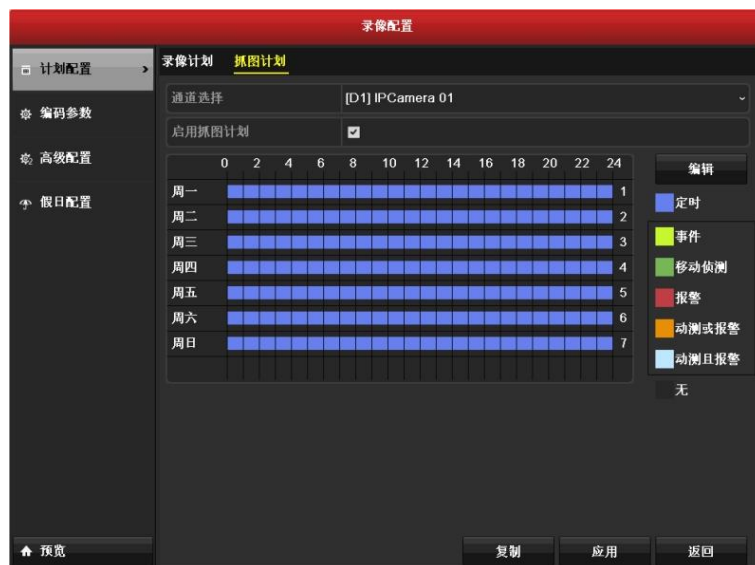 录像配置
计划配置 >
录像计划 抓图计划
通道选择 [D1] IPCamera 01
编码参数
启用抓图计划
高级配置
0 2 4 6 8 10 12 14 16 18 20 22 24
编辑
周一 1
定时
假日配置
周二 2
周三 3
事件
周四 4
移动侦测
周五 5
报警
周六 6
动测或报警
周日 7
动测且报警
无
预览
复制 应用 返回